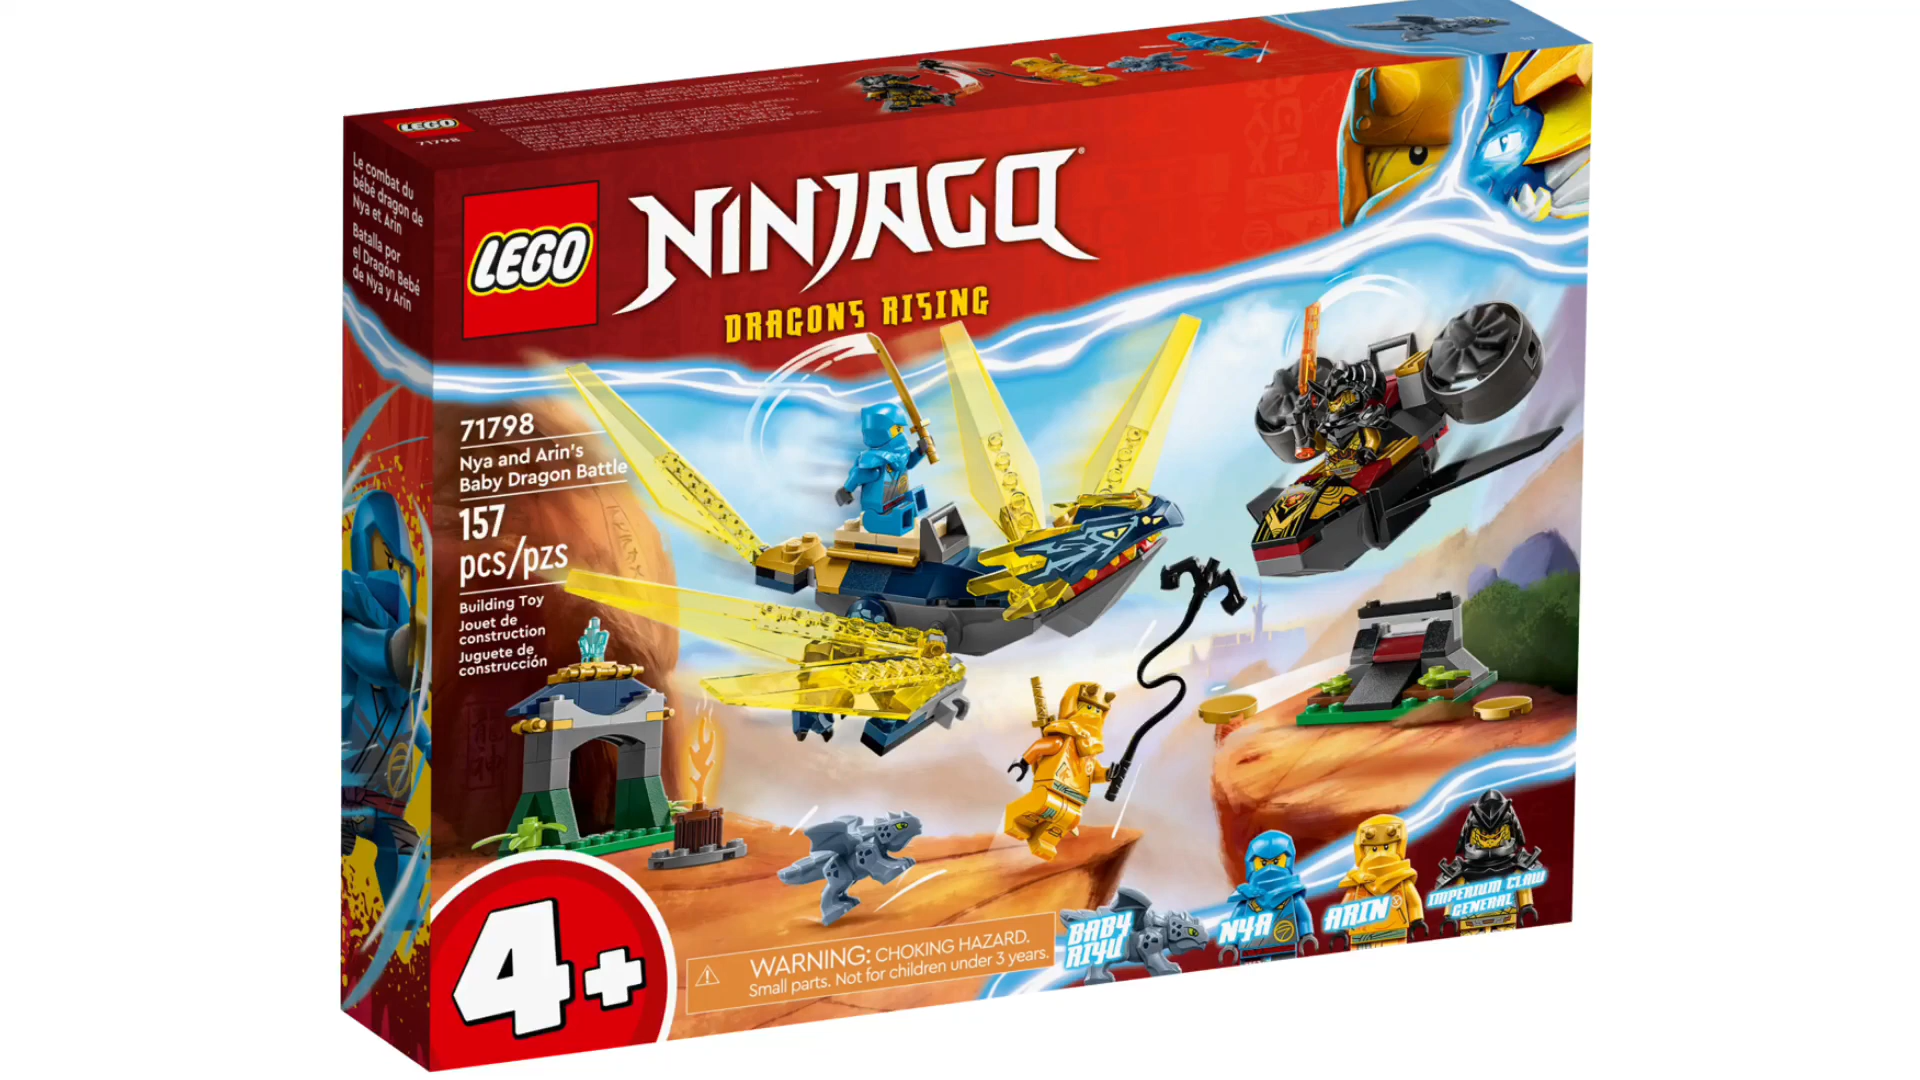 LEGO
71798
Le combat du
bébé dragon de
Nya et Arin
Batalla por
el Dragón Bebé
de Nya y Arin
LEGO
NINJAGO
DRAGONS RISING
71798
Nya and Arin's
Baby Dragon Battle
157
pcs/pzs
Building Toy
Jouet de
construction
Juguete de
construcción
4+
WARNING: CHOKING HAZARD.
Small parts. Not for children under 3 years.
BABY
RIYU
NYA
ARIN
IMPERIUM CLAW
GENERAL